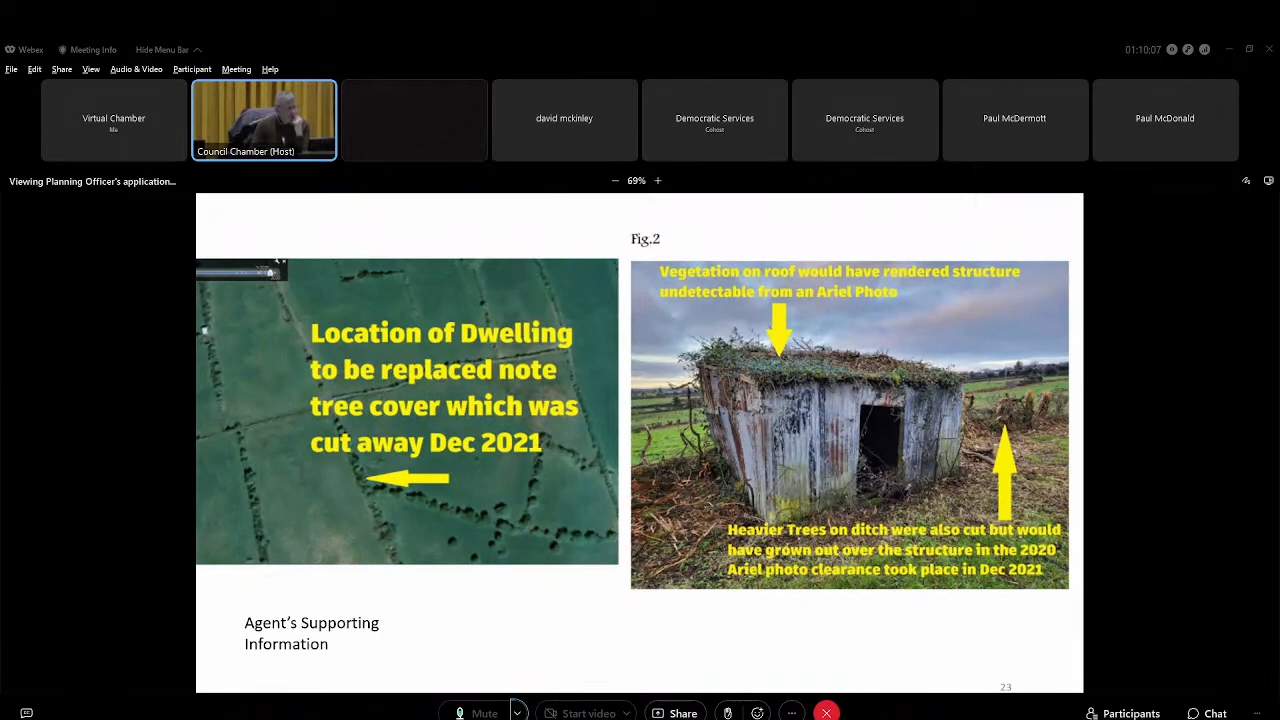 Webex
Meeting Info
Hide Menu Bar
01:10:07
File Edit Share View Audio & Video Participant Meeting Help
Virtual Chamber
Me
Council Chamber (Host)
david mckinley
Democratic Services
Cohost
Democratic Services
Cohost
Paul McDermott
Paul McDonald
Viewing Planning Officer's application...
− 69% +
Fig.2
Location of Dwelling
to be replaced note
tree cover which was
cut away Dec 2021
Vegetation on roof would have rendered structure
undetectable from an Ariel Photo
Heavier Trees on ditch were also cut but would
have grown out over the structure in the 2020
Ariel photo clearance took place in Dec 2021
Agent's Supporting
Information
23
Mute
Start video
Share
Participants
Chat